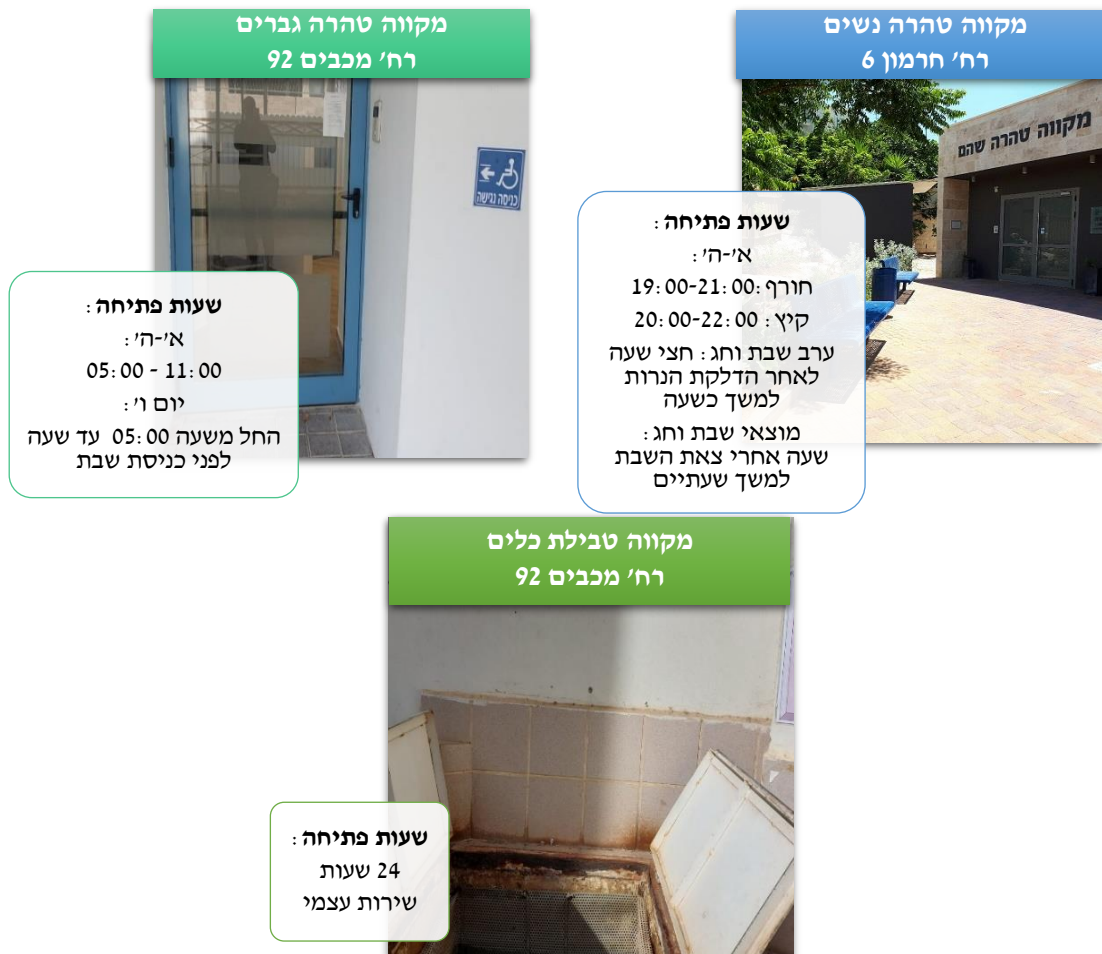 מקווה טהרה נשים
רח׳ חרמון 6
מקווה טהרה שהם
שעות פתיחה:
א׳-ה׳:
חורף: 19:00-21:00
קיץ: 20:00-22:00
ערב שבת וחג: חצי שעה
לאחר הדלקת הנרות
למשך כשעה
מוצאי שבת וחג:
שעה אחרי צאת השבת
למשך שעתיים
מקווה טהרה גברים
רח׳ מכבים 92
כניסה נגישה
שעות פתיחה:
א׳-ה׳:
05:00 - 11:00
יום ו׳:
החל משעה 05:00 עד שעה
לפני כניסת שבת
מקווה טבילת כלים
רח׳ מכבים 92
שעות פתיחה:
24 שעות
שירות עצמי